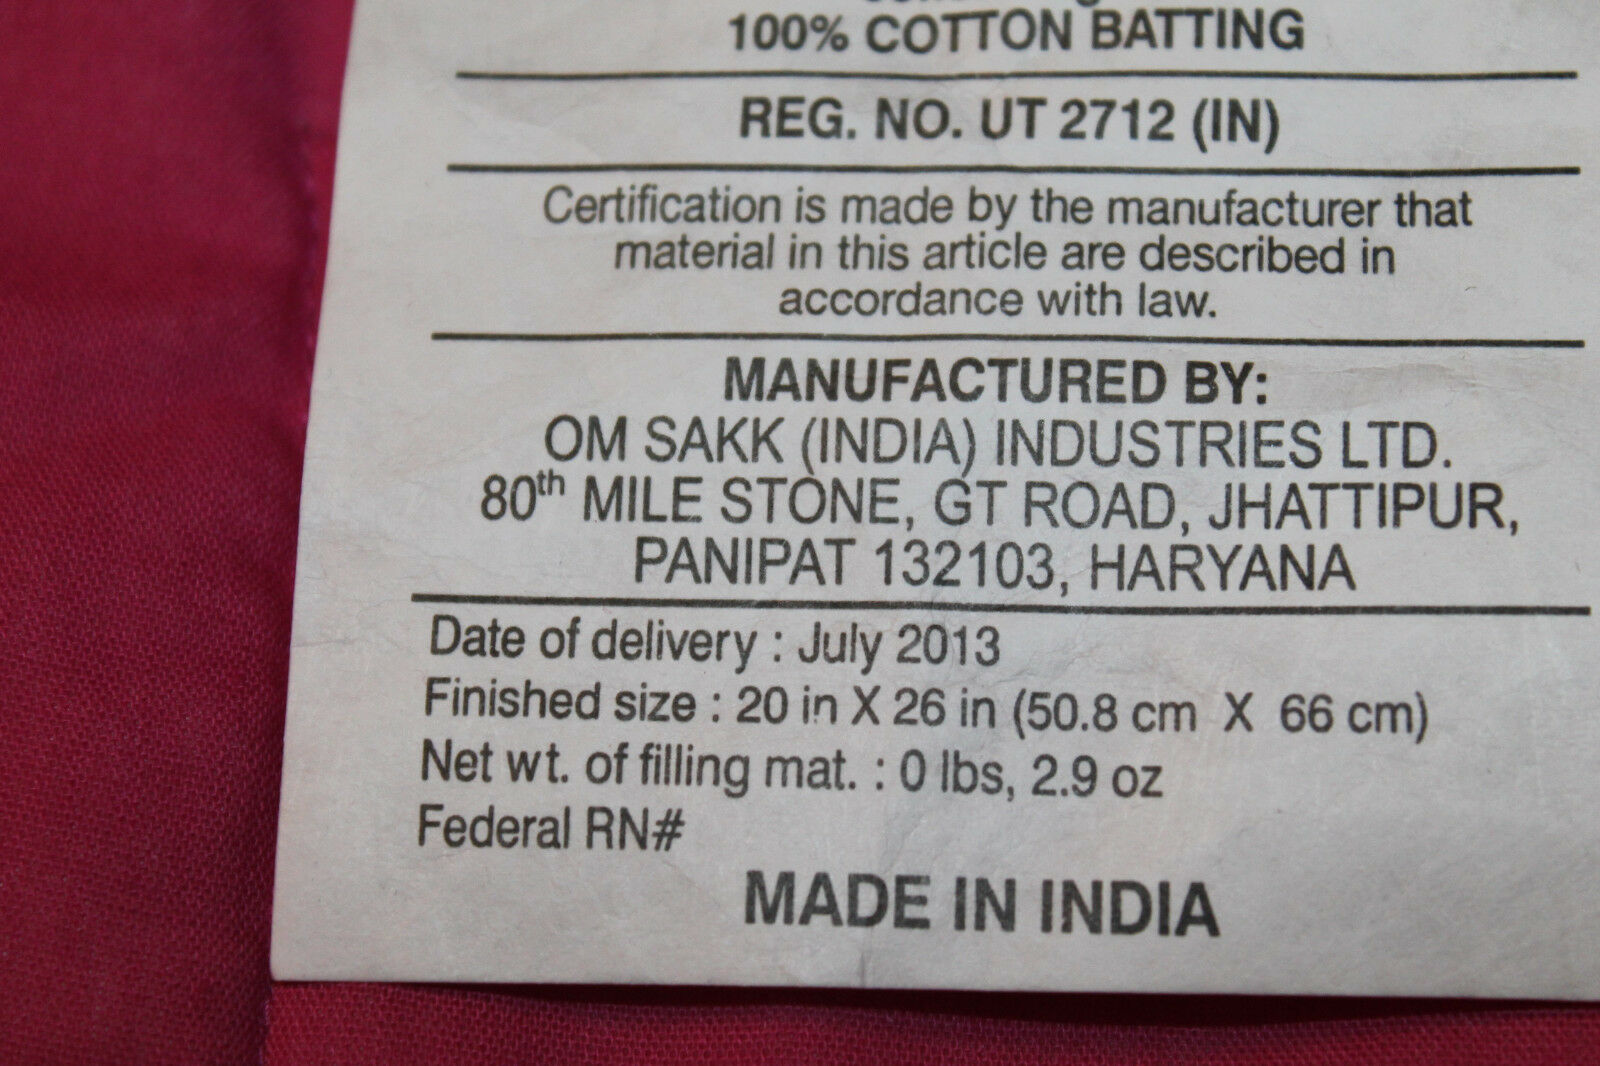 100% COTTON BATTING
REG. NO. UT 2712 (IN)
Certification is made by the manufacturer that
material in this article are described in
accordance with law.
MANUFACTURED BY:
OM SAKK (INDIA) INDUSTRIES LTD.
80th MILE STONE, GT ROAD, JHATTIPUR,
PANIPAT 132103, HARYANA
Date of delivery : July 2013
Finished size : 20 in X 26 in (50.8 cm X 66 cm)
Net wt. of filling mat. : 0 lbs, 2.9 oz
Federal RN#
MADE IN INDIA